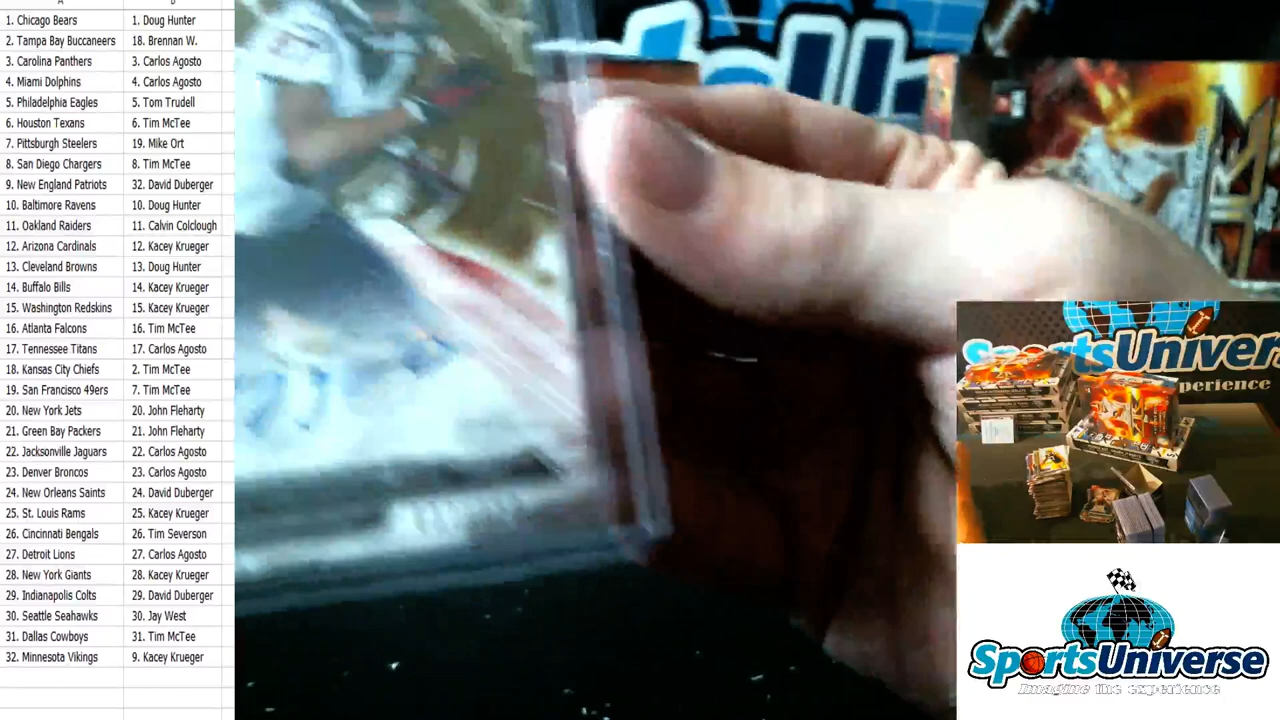 A B
1. Chicago Bears 1. Doug Hunter
2. Tampa Bay Buccaneers 18. Brennan W.
3. Carolina Panthers 3. Carlos Agosto
4. Miami Dolphins 4. Carlos Agosto
5. Philadelphia Eagles 5. Tom Trudell
6. Houston Texans 6. Tim McTee
7. Pittsburgh Steelers 19. Mike Ort
8. San Diego Chargers 8. Tim McTee
9. New England Patriots 32. David Duberger
10. Baltimore Ravens 10. Doug Hunter
11. Oakland Raiders 11. Calvin Colclough
12. Arizona Cardinals 12. Kacey Krueger
13. Cleveland Browns 13. Doug Hunter
14. Buffalo Bills 14. Kacey Krueger
15. Washington Redskins 15. Kacey Krueger
16. Atlanta Falcons 16. Tim McTee
17. Tennessee Titans 17. Carlos Agosto
18. Kansas City Chiefs 2. Tim McTee
19. San Francisco 49ers 7. Tim McTee
20. New York Jets 20. John Fleharty
21. Green Bay Packers 21. John Fleharty
22. Jacksonville Jaguars 22. Carlos Agosto
23. Denver Broncos 23. Carlos Agosto
24. New Orleans Saints 24. David Duberger
25. St. Louis Rams 25. Kacey Krueger
26. Cincinnati Bengals 26. Tim Severson
27. Detroit Lions 27. Carlos Agosto
28. New York Giants 28. Kacey Krueger
29. Indianapolis Colts 29. David Duberger
30. Seattle Seahawks 30. Jay West
31. Dallas Cowboys 31. Tim McTee
32. Minnesota Vikings 9. Kacey Krueger
SportsUniver
perience
SportsUniverse
Imagine the experience